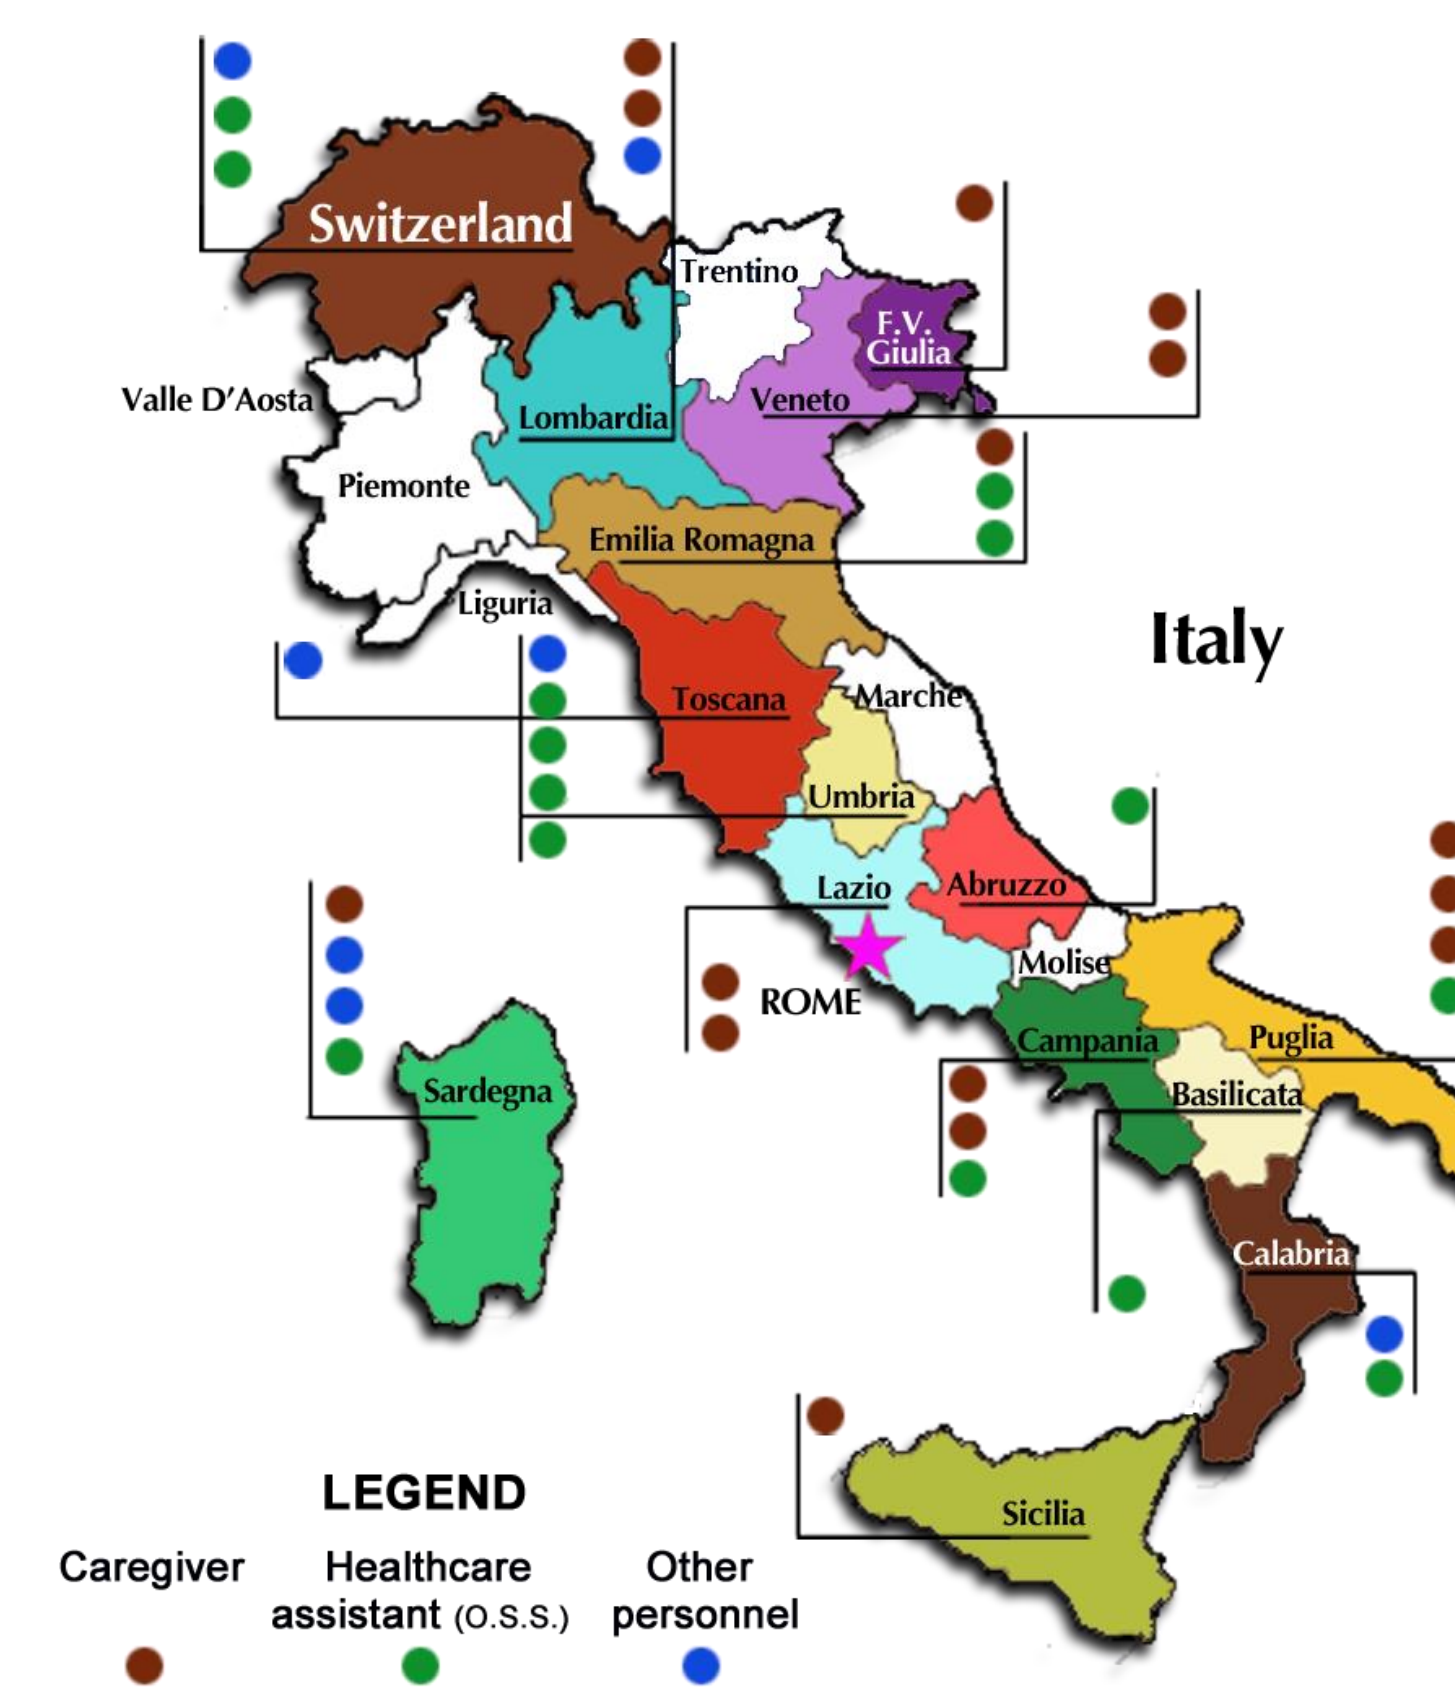 Switzerland
Trentino
F.V.
Giulia
Valle D'Aosta
Lombardia
Veneto
Piemonte
Emilia Romagna
Liguria
Italy
Toscana
Marche
Umbria
Lazio
Abruzzo
Molise
ROME
Campania
Puglia
Sardegna
Basilicata
Calabria
Sicilia
LEGEND
Caregiver
Healthcare
assistant (O.S.S.)
Other
personnel